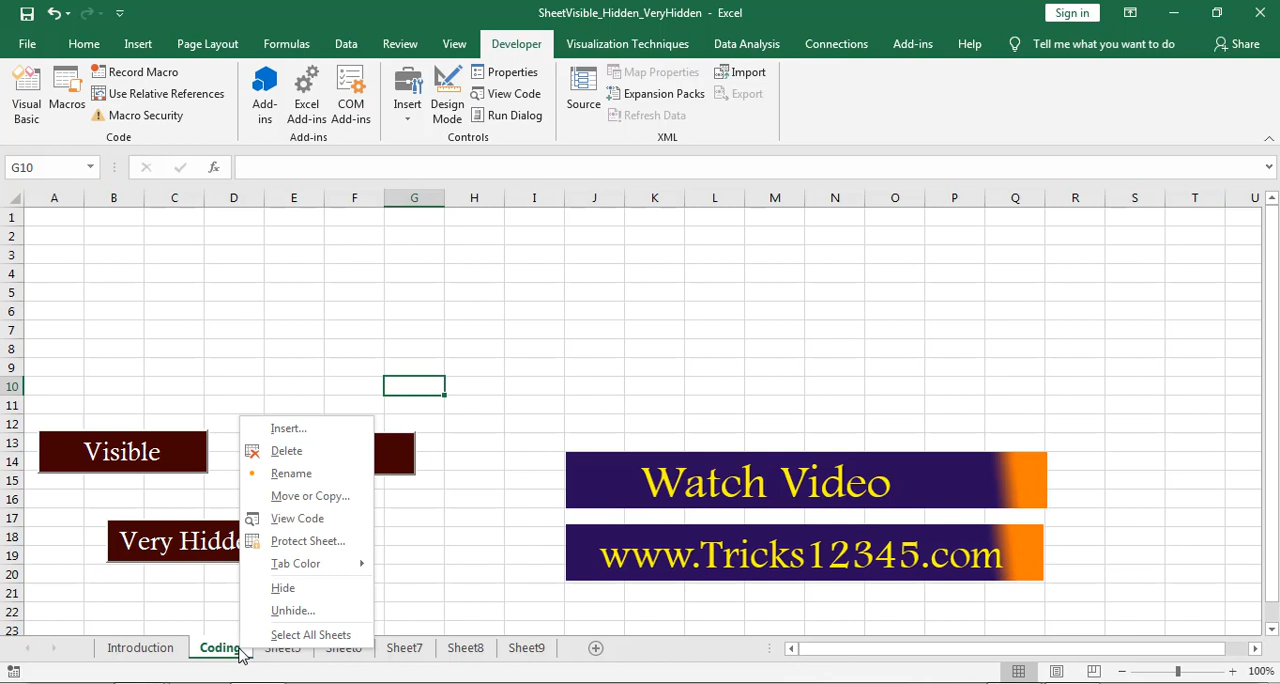 SheetVisible_Hidden_VeryHidden - Excel
Sign in
File Home Insert Page Layout Formulas Data Review View Developer Visualization Techniques Data Analysis Connections Add-ins Help Tell me what you want to do Share
Visual Basic
Macros
Record Macro
Use Relative References
Macro Security
Code
Add-ins
Excel Add-ins
COM Add-ins
Add-ins
Insert
Design Mode
Properties
View Code
Run Dialog
Controls
Source
Map Properties
Expansion Packs
Refresh Data
Import
Export
XML
G10 fx
A B C D E F G H I J K L M N O P Q R S T U
1
2
3
4
5
6
7
8
9
10
11
12
13
14
15
16
17
18
19
20
21
22
23
Visible
Very Hidde
Watch Video
www.Tricks12345.com
Insert...
Delete
Rename
Move or Copy...
View Code
Protect Sheet...
Tab Color
Hide
Unhide...
Select All Sheets
Introduction Coding Sheet5 Sheet6 Sheet7 Sheet8 Sheet9
100%